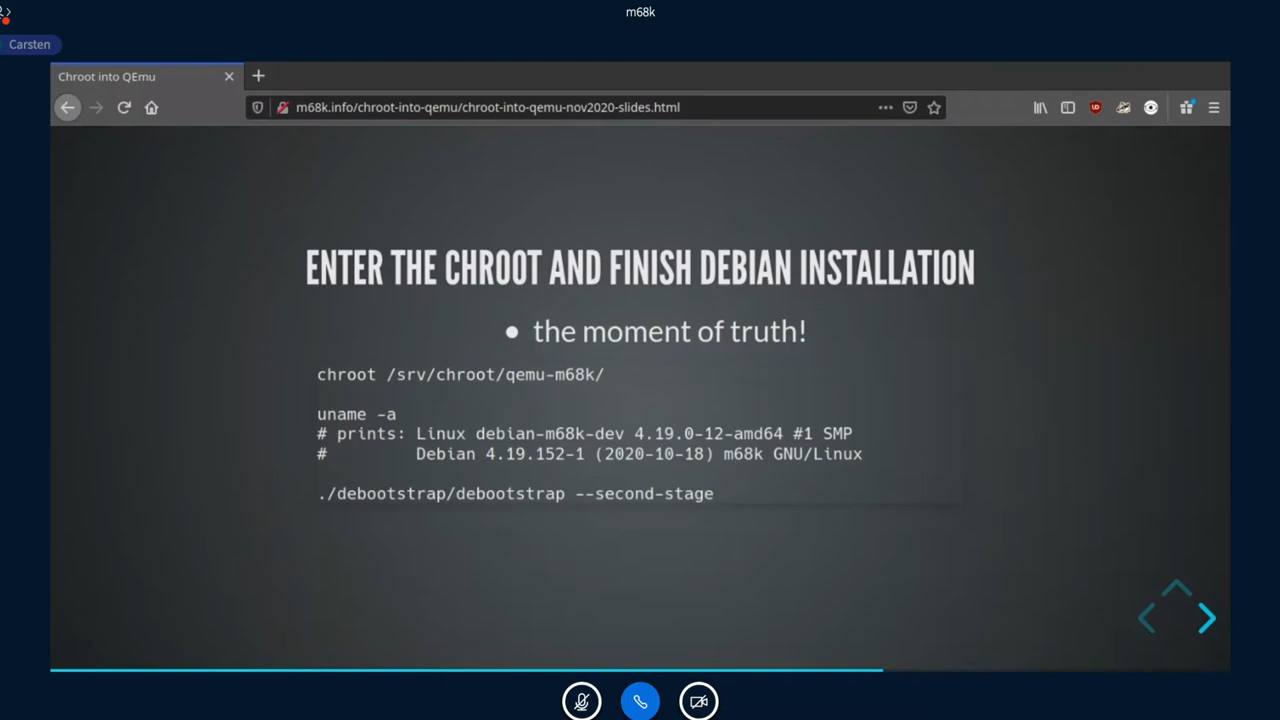 m68k
Carsten
Chroot into QEmu
m68k.info/chroot-into-qemu/chroot-into-qemu-nov2020-slides.html
ENTER THE CHROOT AND FINISH DEBIAN INSTALLATION
• the moment of truth!
chroot /srv/chroot/qemu-m68k/
uname -a
# prints: Linux debian-m68k-dev 4.19.0-12-amd64 #1 SMP
#         Debian 4.19.152-1 (2020-10-18) m68k GNU/Linux
./debootstrap/debootstrap --second-stage